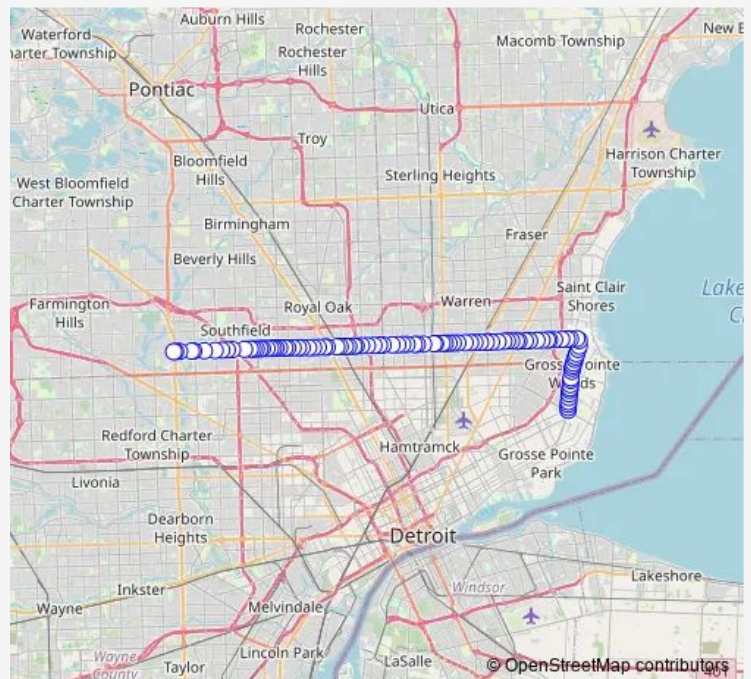 Auburn Hills
Waterford
harter Township
Rochester
New B
Rochester
Hills
Macomb Township
Pontiac
Utica
Troy
Harrison Charter
Township
Bloomfield
Hills
West Bloomfield
Charter Township
Sterling Heights
Birmingham
Fraser
Beverly Hills
Saint Clair
Shores
Lake
C
Farmington
Hills
Royal Oak
Warren
Southfield
Gross Pointe
W ds
Redford Charter
Township
Hamtramck
Grosse Pointe
Park
Livonia
Dearborn
Heights
Detroit
Inkster
Windsor
Lakeshore
Wayne
Melvindale
Wayne
County
Taylor
Lincoln Park
LaSalle
© OpenStreetMap contributors
401